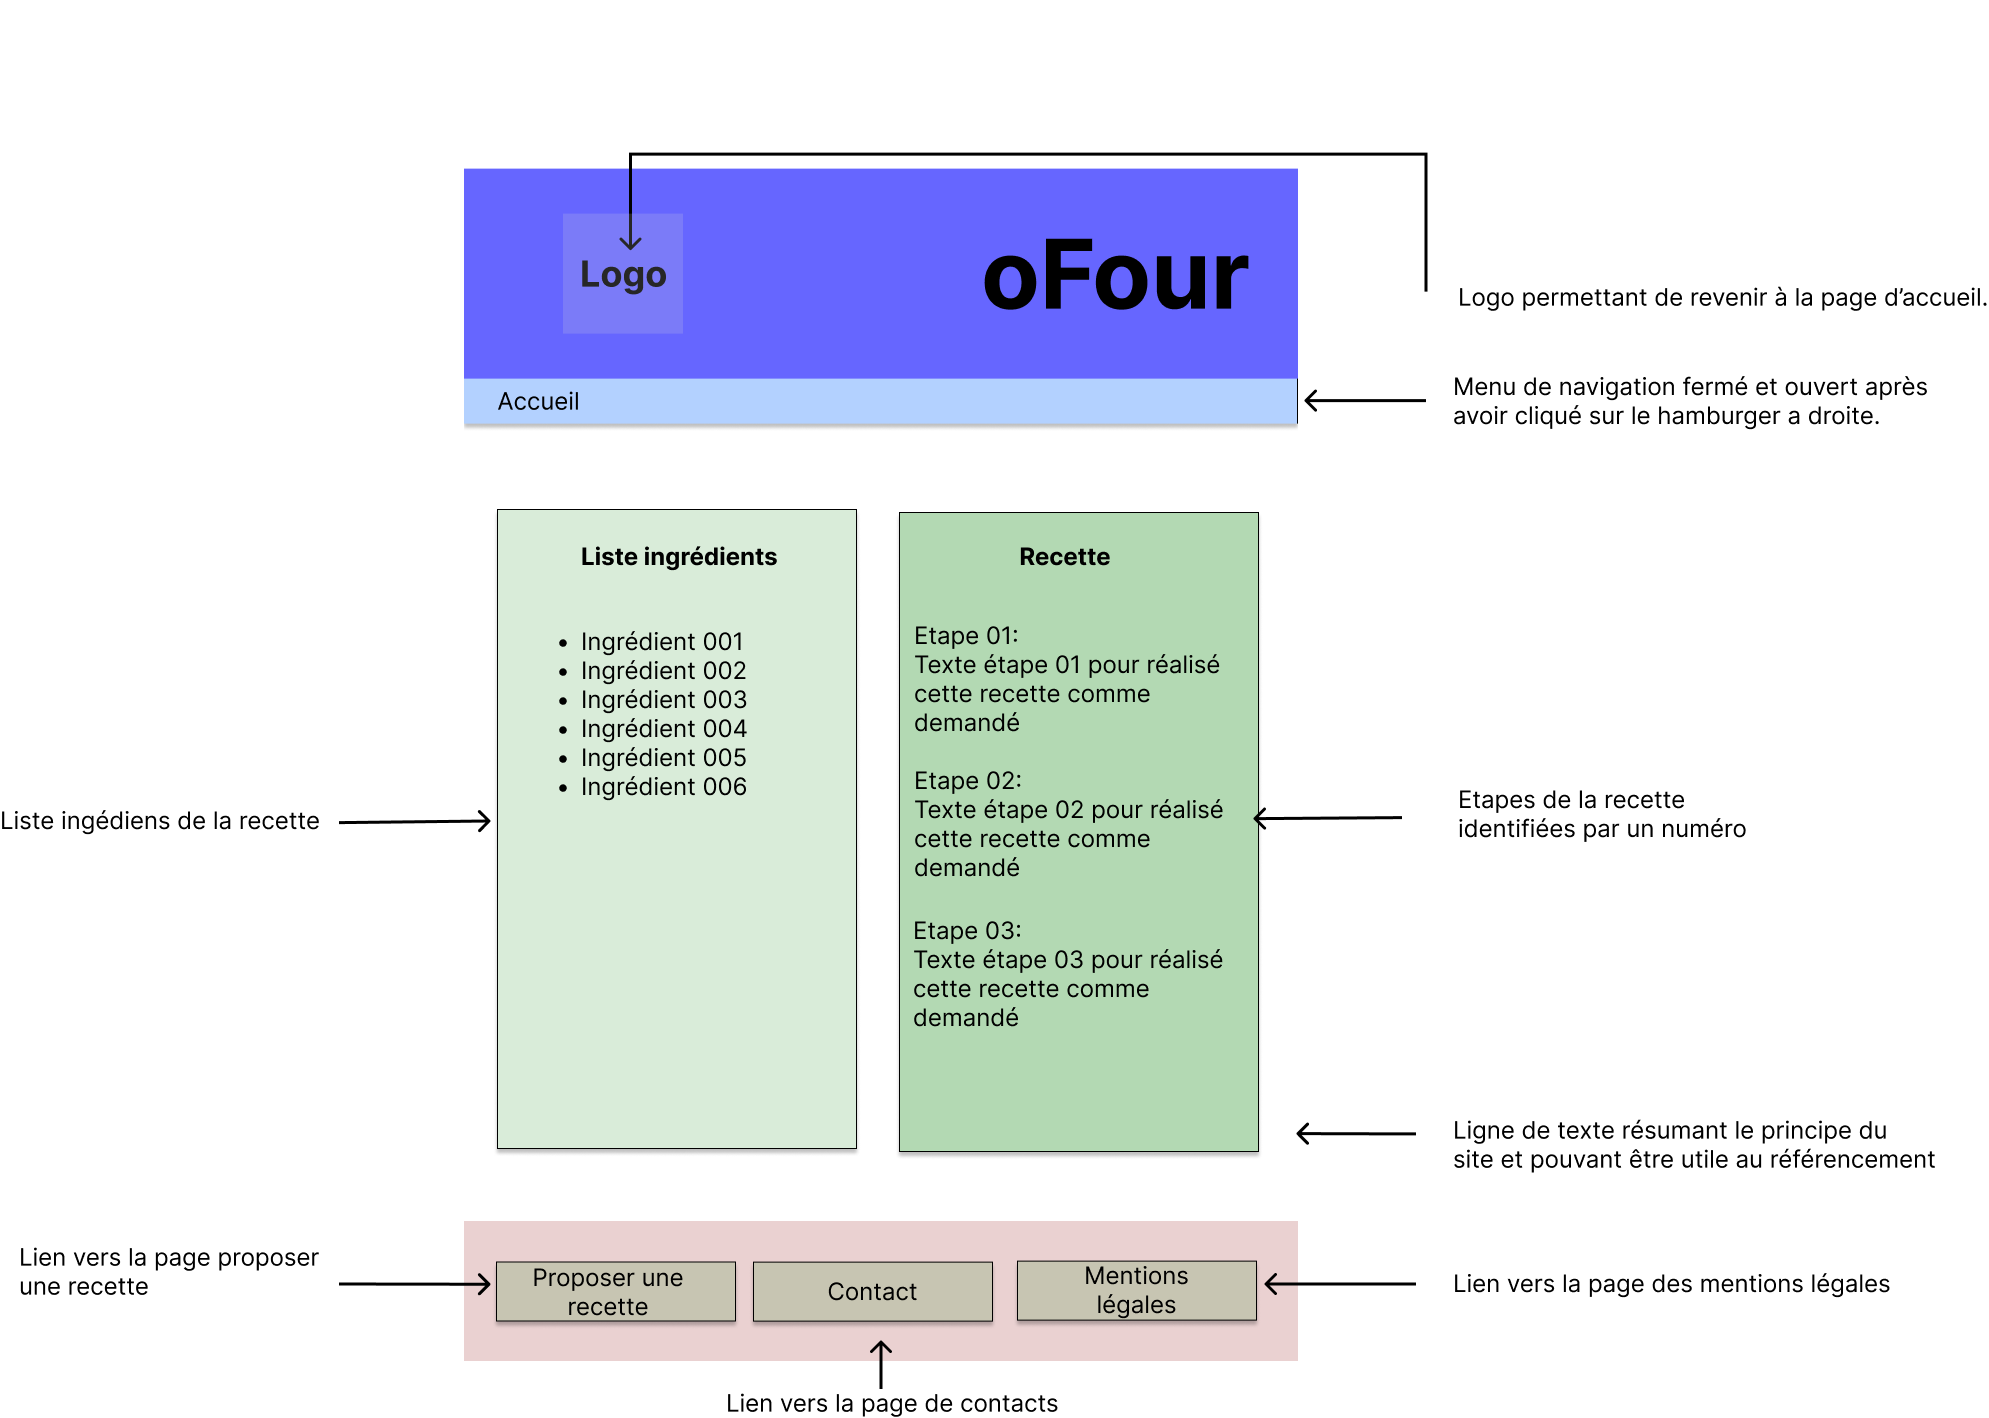 Logo
oFour
Logo permettant de revenir à la page d’accueil.
Accueil
Menu de navigation fermé et ouvert après
avoir cliqué sur le hamburger a droite.
Liste ingrédients
Ingrédient 001
Ingrédient 002
Ingrédient 003
Ingrédient 004
Ingrédient 005
Ingrédient 006
Liste ingédiens de la recette
Recette
Etape 01:
Texte étape 01 pour réalisé
cette recette comme
demandé
Etape 02:
Texte étape 02 pour réalisé
cette recette comme
demandé
Etape 03:
Texte étape 03 pour réalisé
cette recette comme
demandé
Etapes de la recette
identifiées par un numéro
Ligne de texte résumant le principe du
site et pouvant être utile au référencement
Lien vers la page proposer
une recette
Proposer une
recette
Contact
Mentions
légales
Lien vers la page des mentions légales
Lien vers la page de contacts